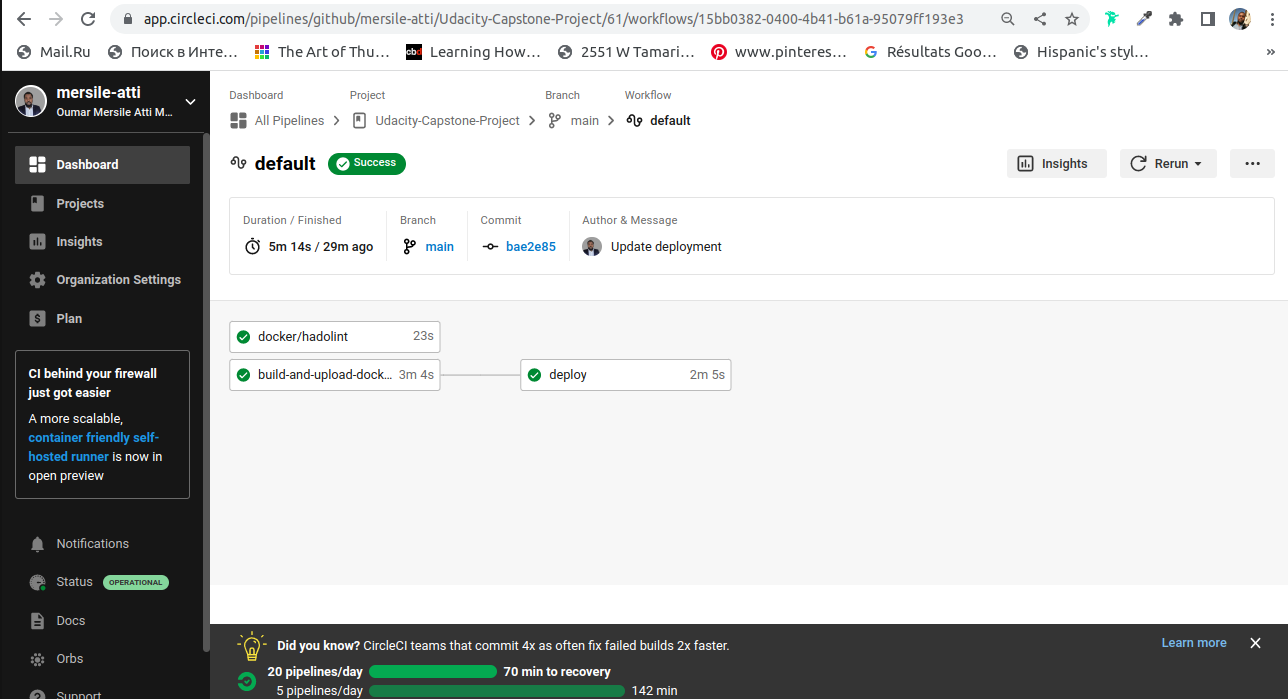 app.circleci.com/pipelines/github/mersile-atti/Udacity-Capstone-Project/61/workflows/15bb0382-0400-4b41-b61a-95079ff193e3
Mail.Ru
Поиск в Инте...
cbd
The Art of Thu...
Learning How...
2551 W Tamari...
www.pinteres...
Résultats Goo...
Hispanic's styl...
»
mersile-atti
Oumar Mersile Atti M...
Dashboard
Projects
Insights
Organization Settings
Plan
CI behind your firewall
just got easier
A more scalable,
container friendly self-
hosted runner is now in
open preview
Notifications
Status OPERATIONAL
Docs
Orbs
Support
Dashboard Project Branch Workflow
All Pipelines Udacity-Capstone-Project main default
default Success
Insights
Rerun
Duration / Finished Branch Commit Author & Message
5m 14s / 29m ago main bae2e85 Update deployment
docker/hadolint 23s
build-and-upload-dock... 3m 4s
deploy 2m 5s
Did you know? CircleCI teams that commit 4x as often fix failed builds 2x faster.
Learn more
20 pipelines/day 70 min to recovery
5 pipelines/day 142 min